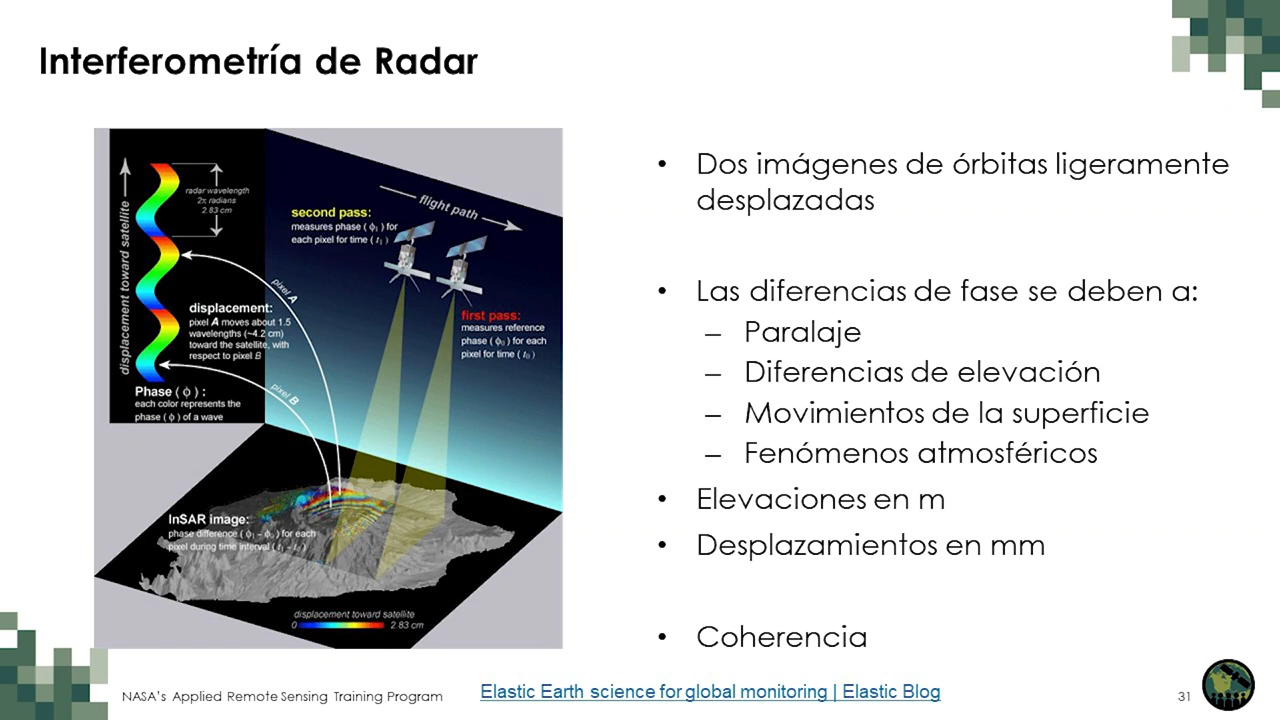 Interferometría de Radar
displacement toward satellite
radar wavelength
2π radians
2.83 cm
second pass:
measures phase ( ϕ₁ ) for
each pixel for time ( t₁ )
flight path
pixel A
displacement:
pixel A moves about 1.5
wavelengths (~4.2 cm)
toward the satellite, with
respect to pixel B
first pass:
measures reference
phase ( ϕ₀ ) for each
pixel for time ( t₀ )
pixel B
Phase ( ϕ ) :
each color represents the
phase ( ϕ ) of a wave
InSAR image:
phase difference ( ϕ₁ - ϕ₀ ) for each
pixel during time interval ( t₁ - t₀ )
displacement toward satellite
0 2.83 cm
• Dos imágenes de órbitas ligeramente
desplazadas
• Las diferencias de fase se deben a:
– Paralaje
– Diferencias de elevación
– Movimientos de la superficie
– Fenómenos atmosféricos
• Elevaciones en m
• Desplazamientos en mm
• Coherencia
NASA's Applied Remote Sensing Training Program
Elastic Earth science for global monitoring | Elastic Blog
31